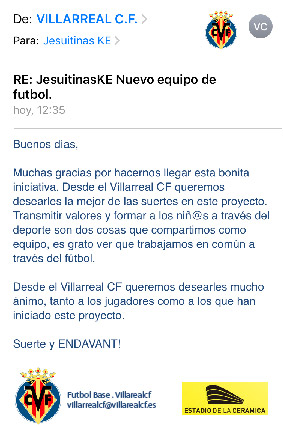 De: VILLARREAL C.F. >
VC
Para: Jesuitinas KE >
RE: JesuitinasKE Nuevo equipo de
futbol.
hoy, 12:35
Buenos dias,
Muchas gracias por hacernos llegar esta bonita
iniciativa. Desde el Villarreal CF queremos
desearles la mejor de las suertes en este proyecto.
Transmitir valores y formar a los niñ@s a través del
deporte son dos cosas que compartimos como
equipo, es grato ver que trabajamos en común a
través del fútbol.
Desde el Villarreal CF queremos desearles mucho
animo, tanto a los jugadores como a los que han
iniciado este proyecto.
Suerte y ENDAVANT!
Futbol Base . Villarealcf
villarrealcf@villarealcf.es
ESTADIO DE LA CERAMICA